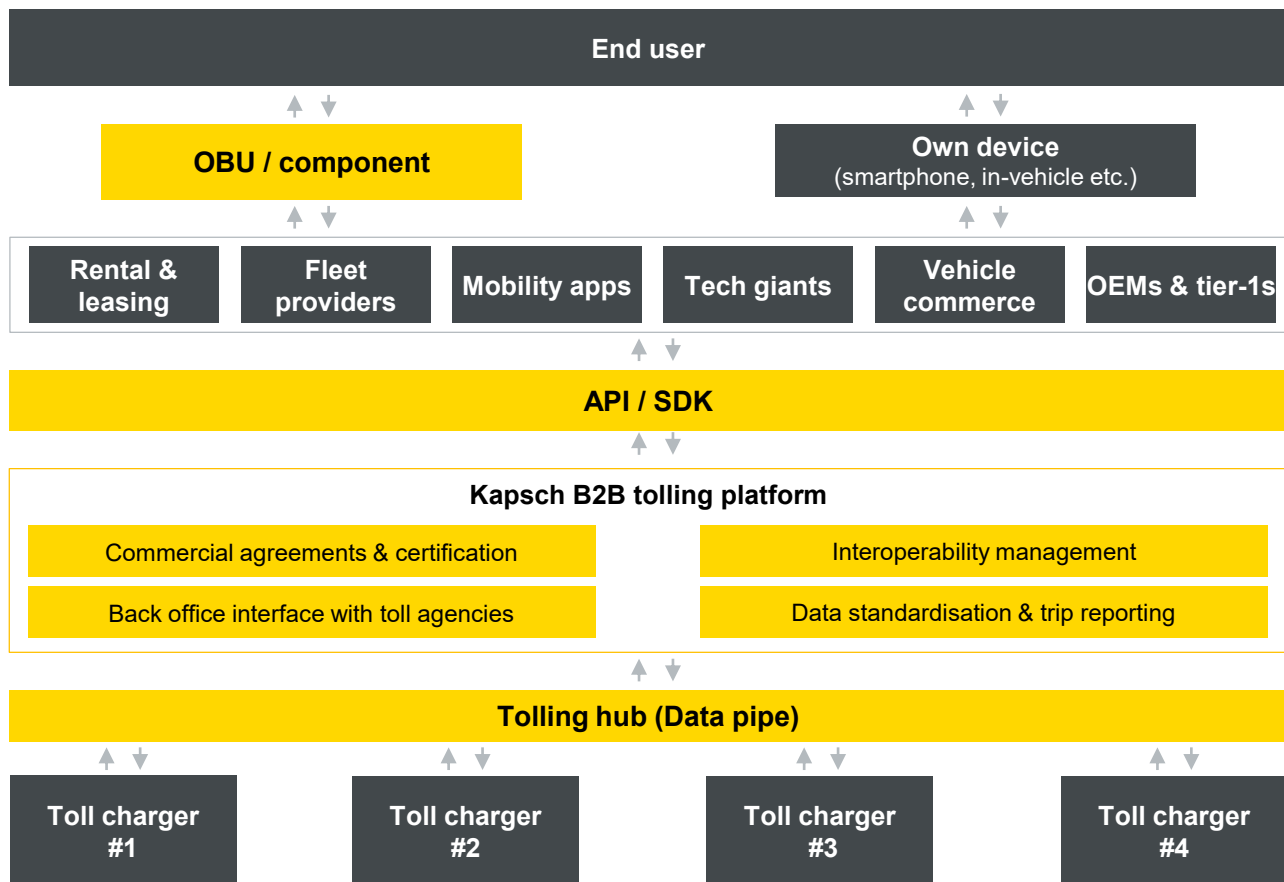 End user
OBU / component
Own device
(smartphone, in-vehicle etc.)
Rental &
leasing
Fleet
providers
Mobility apps
Tech giants
Vehicle
commerce
OEMs & tier-1s
API / SDK
Kapsch B2B tolling platform
Commercial agreements & certification
Interoperability management
Back office interface with toll agencies
Data standardisation & trip reporting
Tolling hub (Data pipe)
Toll charger
#1
Toll charger
#2
Toll charger
#3
Toll charger
#4